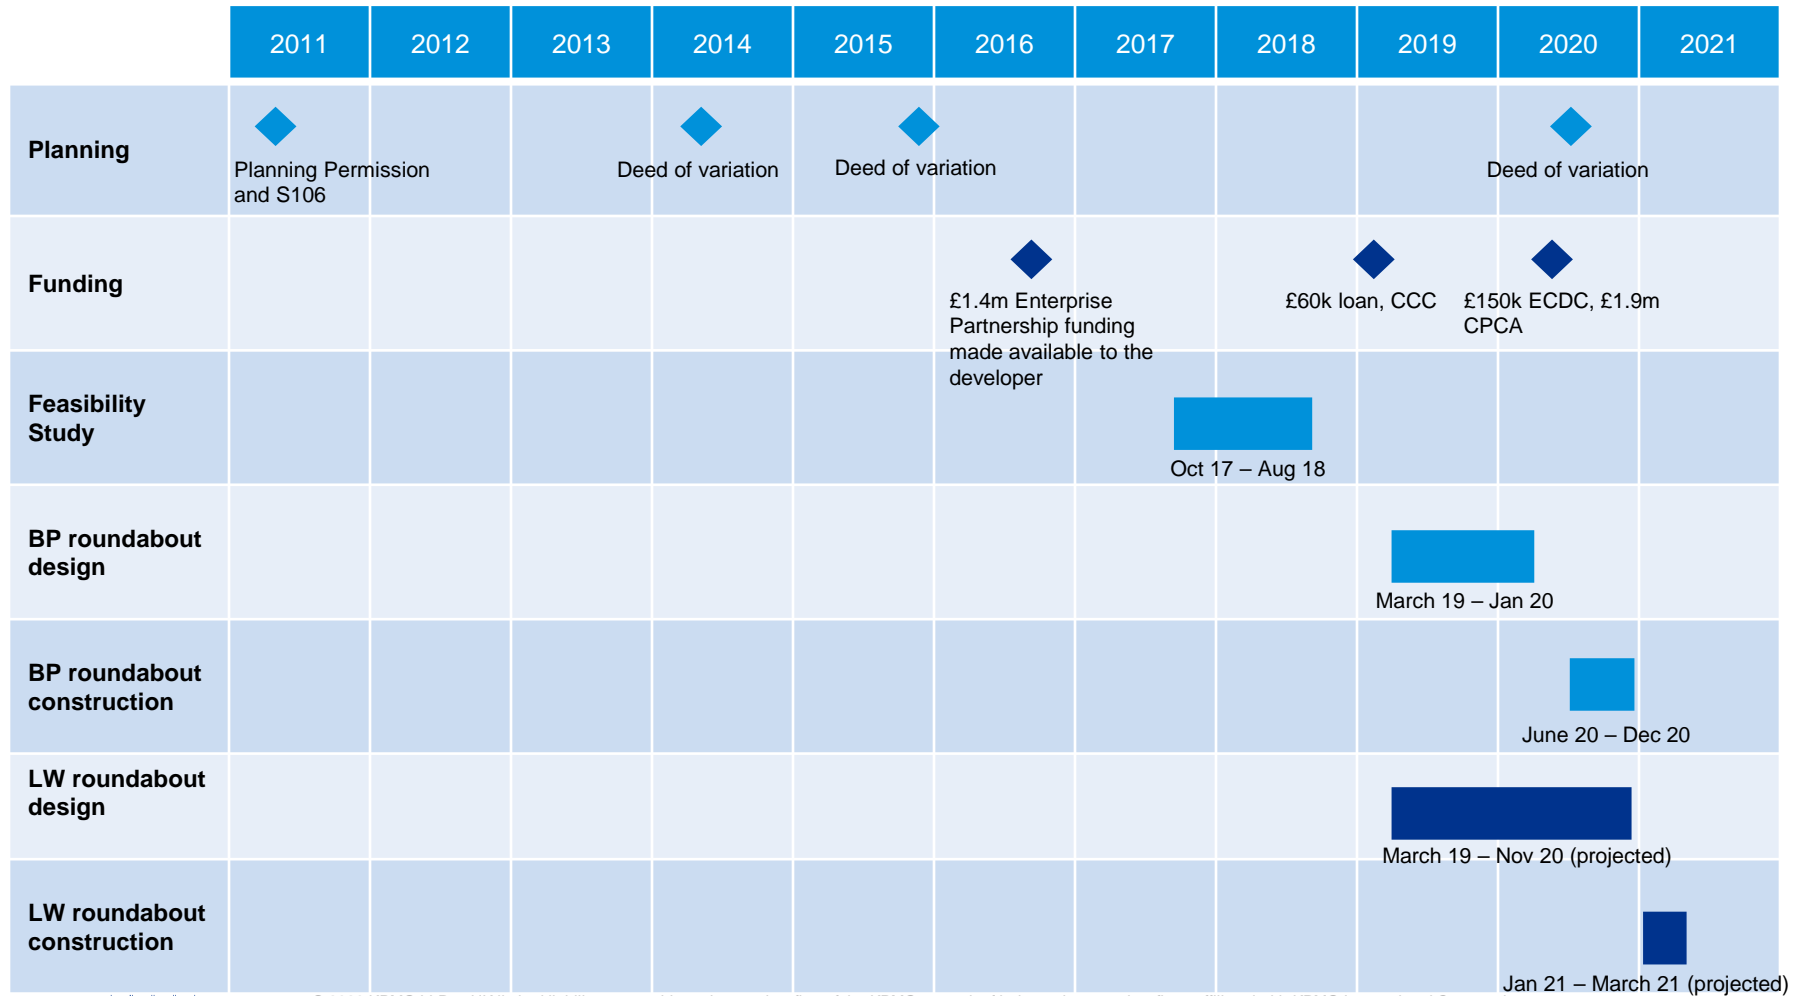 2011 2012 2013 2014 2015 2016 2017 2018 2019 2020 2021
Planning
Planning Permission
and S106
Deed of variation
Deed of variation
Deed of variation
Funding
£1.4m Enterprise
Partnership funding
made available to the
developer
£60k loan, CCC
£150k ECDC, £1.9m
CPCA
Feasibility
Study
Oct 17 – Aug 18
BP roundabout
design
March 19 – Jan 20
BP roundabout
construction
June 20 – Dec 20
LW roundabout
design
March 19 – Nov 20 (projected)
LW roundabout
construction
Jan 21 – March 21 (projected)